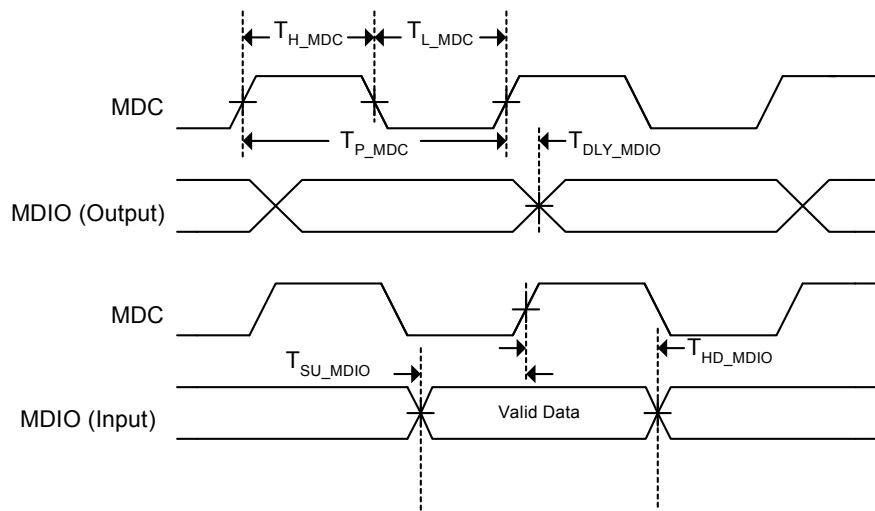 T_H_MDC T_L_MDC
MDC
T_P_MDC T_DLY_MDIO
MDIO (Output)
MDC
T_SU_MDIO T_HD_MDIO
MDIO (Input) Valid Data